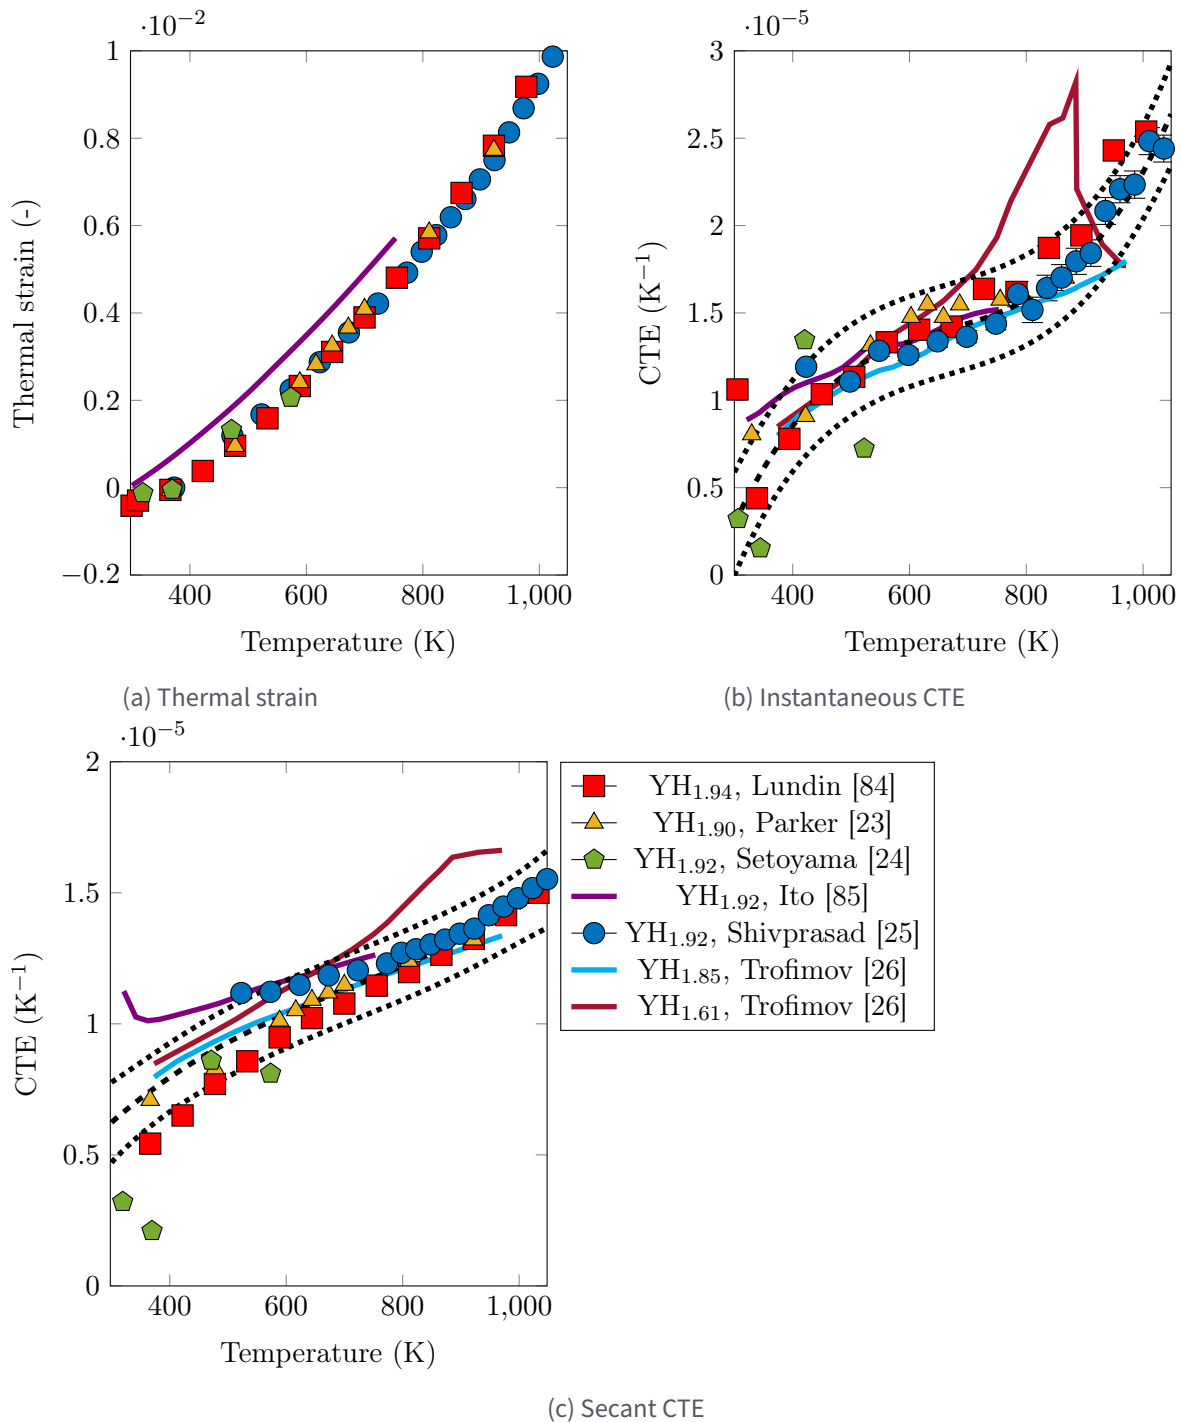 ·10−2
1
0.8
0.6
0.4
0.2
0
−0.2
400 600 800 1,000
Temperature (K)
Thermal strain (-)
(a) Thermal strain
·10−5
3
2.5
2
1.5
1
0.5
0
400 600 800 1,000
Temperature (K)
CTE (K−1)
(b) Instantaneous CTE
·10−5
2
1.5
1
0.5
0
400 600 800 1,000
Temperature (K)
CTE (K−1)
YH1.94, Lundin [84]
YH1.90, Parker [23]
YH1.92, Setoyama [24]
YH1.92, Ito [85]
YH1.92, Shivprasad [25]
YH1.85, Trofimov [26]
YH1.61, Trofimov [26]
(c) Secant CTE